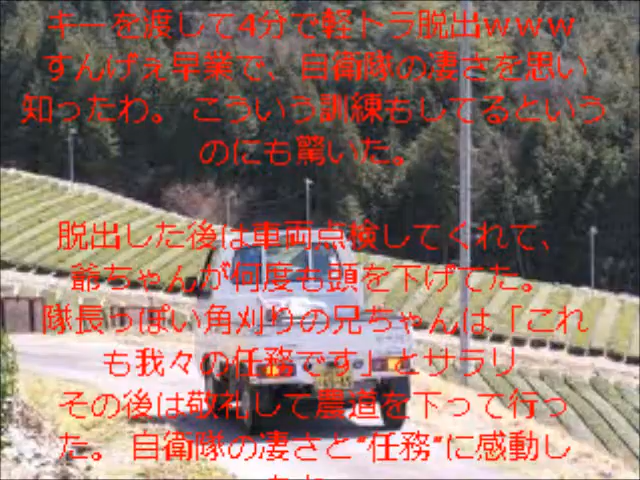 キーを渡して4分で軽トラ脱出ｗｗｗ
すんげぇ早業で、自衛隊の凄さを思い
知ったわ。 こういう訓練もしてるという
のにも驚いた。
脱出した後は車両点検してくれて、
爺ちゃんが何度も頭を下げてた。
隊長っぽい角刈りの兄ちゃんは「これ
も我々の任務です」とサラリ
その後は敬礼して農道を下って行っ
た。 自衛隊の凄さと“任務”に感動し